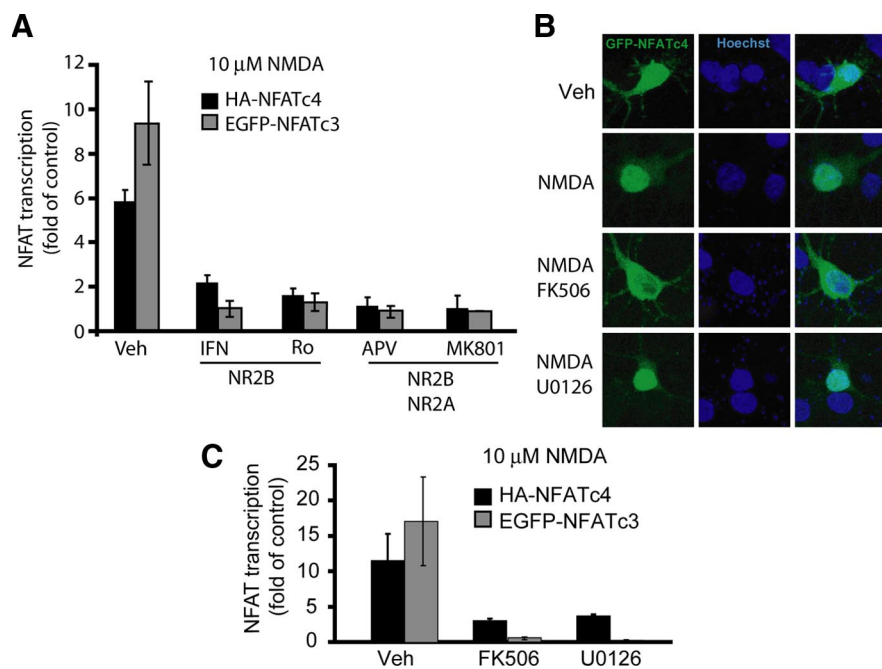 A
10 µM NMDA
HA-NFATc4
EGFP-NFATc3
NFAT transcription
(fold of control)
12
10
8
6
4
2
0
Veh
IFN
Ro
APV
MK801
NR2B
NR2B
NR2A
B
GFP-NFATc4
Hoechst
Veh
NMDA
NMDA
FK506
NMDA
U0126
C
10 µM NMDA
HA-NFATc4
EGFP-NFATc3
NFAT transcription
(fold of control)
25
20
15
10
5
0
Veh
FK506
U0126